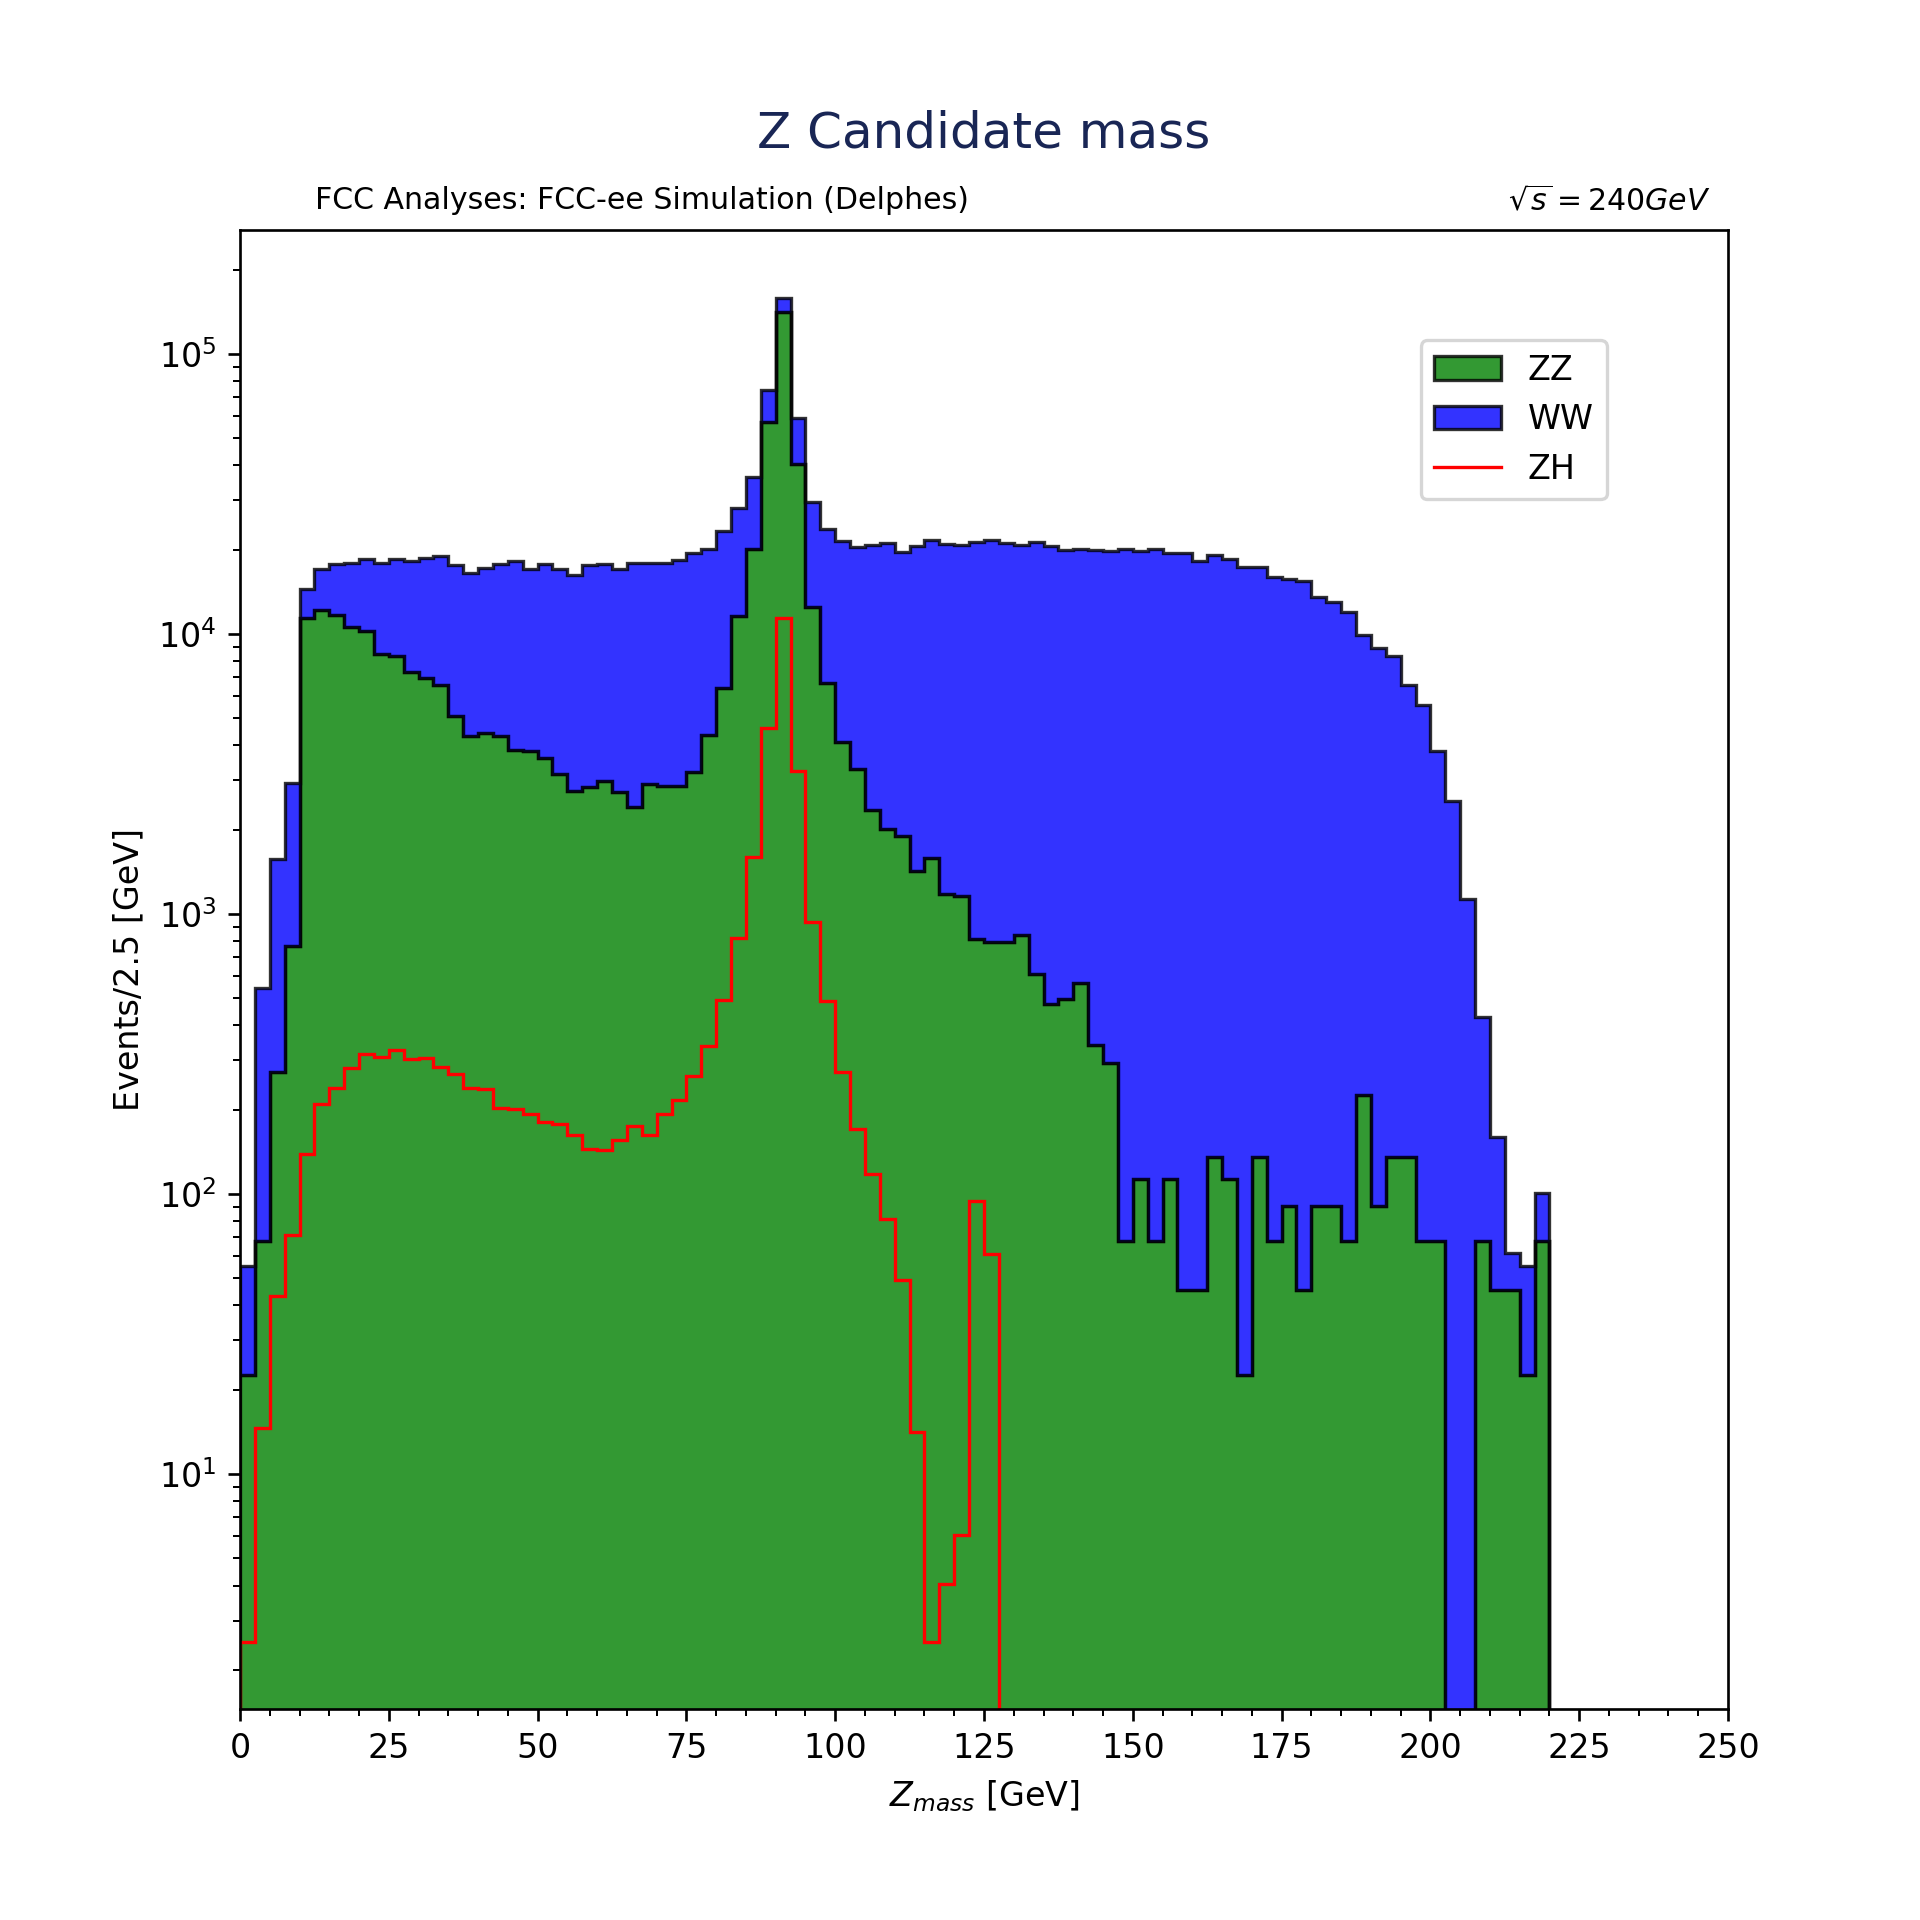 Z Candidate mass
FCC Analyses: FCC-ee Simulation (Delphes)
√s = 240GeV
10⁵
10⁴
10³
10²
10¹
Events/2.5 [GeV]
ZZ
WW
ZH
0 25 50 75 100 125 150 175 200 225 250
Z_mass [GeV]